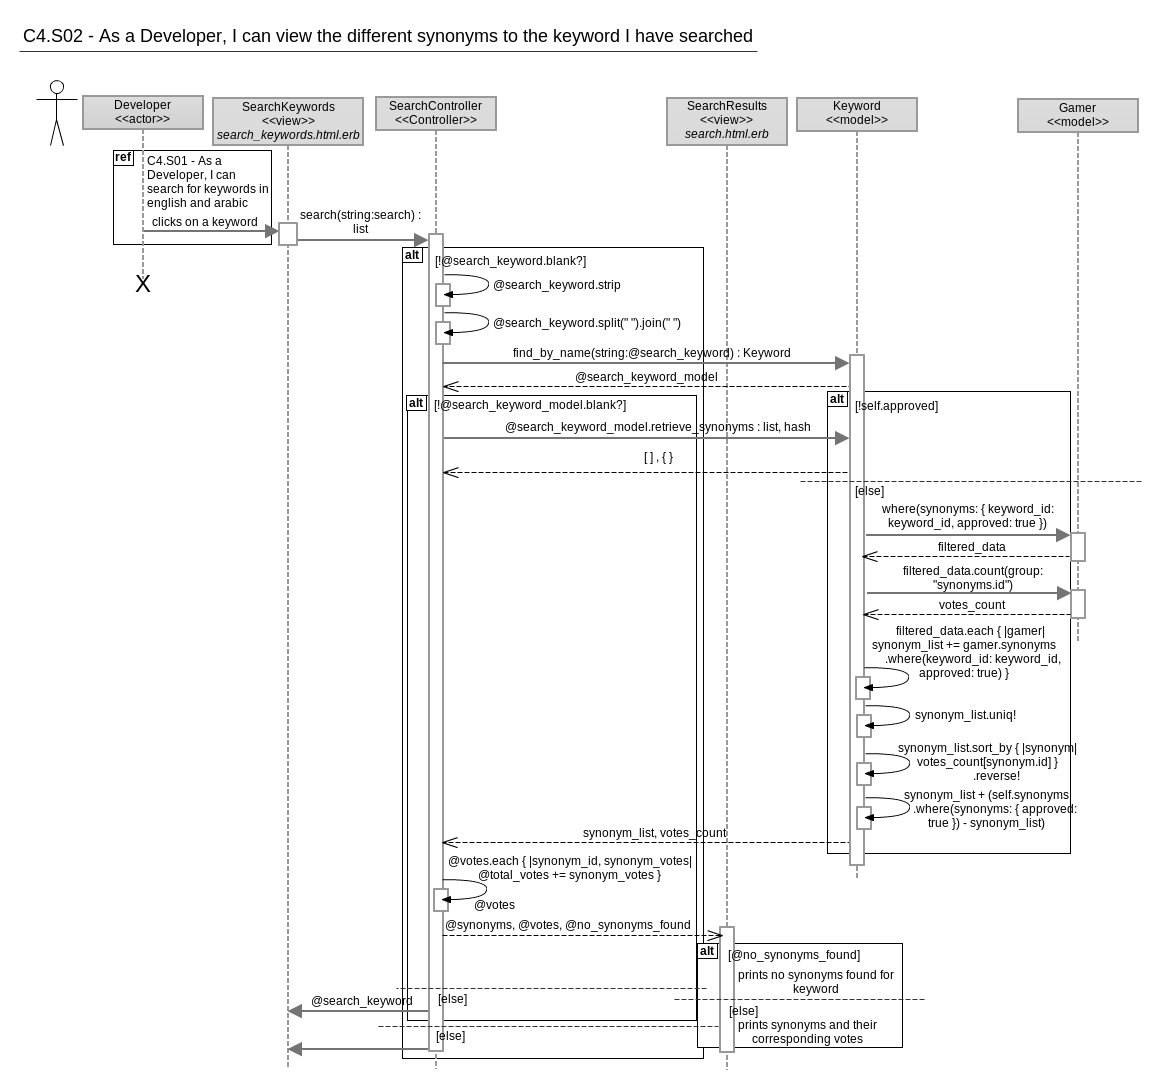 C4.S02 - As a Developer, I can view the different synonyms to the keyword I have searched
Developer
<<actor>>
SearchKeywords
<<view>>
search_keywords.html.erb
SearchController
<<Controller>>
SearchResults
<<view>>
search.html.erb
Keyword
<<model>>
Gamer
<<model>>
ref
C4.S01 - As a
Developer, I can
search for keywords in
english and arabic
clicks on a keyword
X
search(string:search) :
list
alt
[!@search_keyword.blank?]
@search_keyword.strip
@search_keyword.split(" ").join(" ")
find_by_name(string:@search_keyword) : Keyword
@search_keyword_model
alt
[!@search_keyword_model.blank?]
alt
[!self.approved]
@search_keyword_model.retrieve_synonyms : list, hash
[ ] , { }
[else]
where(synonyms: { keyword_id:
keyword_id, approved: true })
filtered_data
filtered_data.count(group:
"synonyms.id")
votes_count
filtered_data.each { |gamer|
synonym_list += gamer.synonyms
.where(keyword_id: keyword_id,
approved: true) }
synonym_list.uniq!
synonym_list.sort_by { |synonym|
votes_count[synonym.id] }
.reverse!
synonym_list + (self.synonyms
.where(synonyms: { approved:
true }) - synonym_list)
synonym_list, votes_count
@votes.each { |synonym_id, synonym_votes|
@total_votes += synonym_votes }
@votes
@synonyms, @votes, @no_synonyms_found
alt
[@no_synonyms_found]
prints no synonyms found for
keyword
[else]
prints synonyms and their
corresponding votes
[else]
@search_keyword
[else]